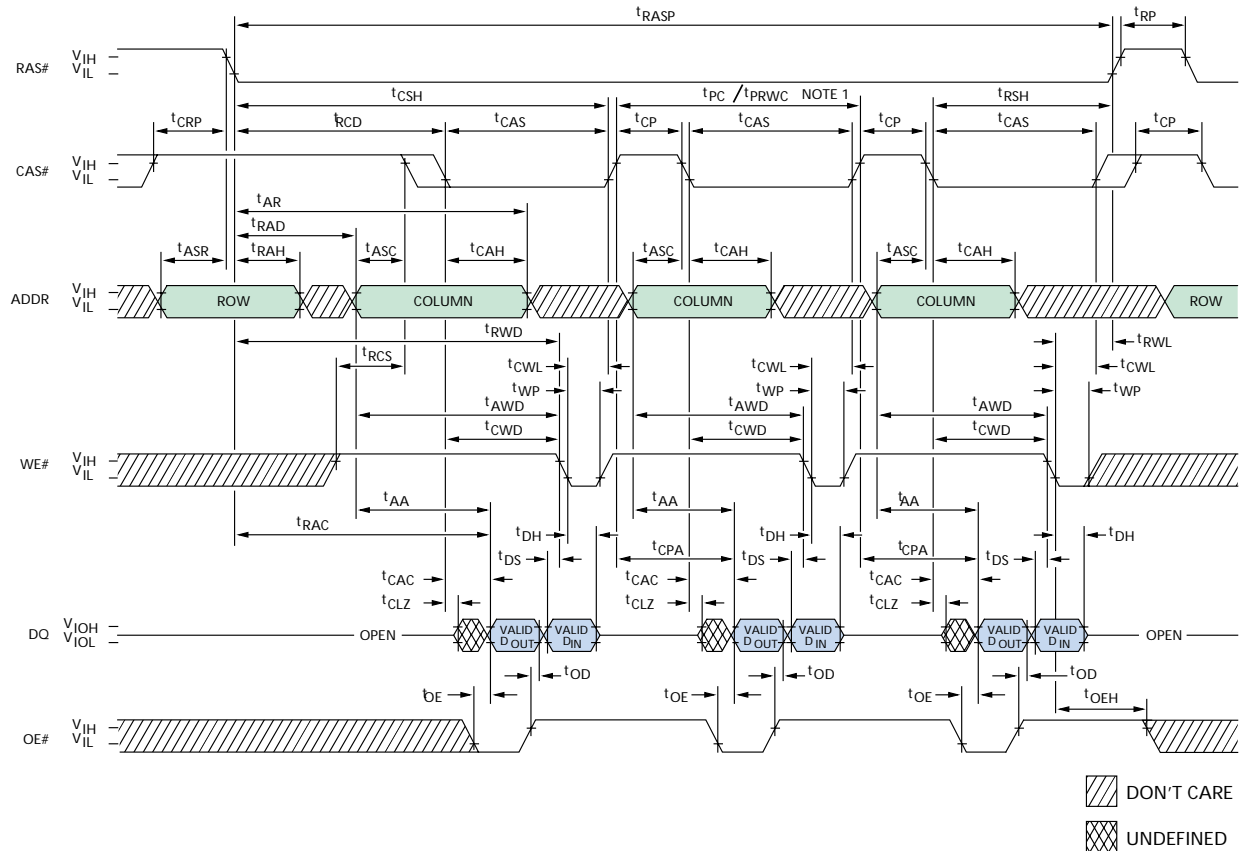 tRASP tRP
RAS# VIH
VIL
tCSH tPC / tPRWC NOTE 1 tRSH
tCRP tRCD tCAS tCP tCAS tCP tCAS tCP
CAS# VIH
VIL
tAR
tRAD
tASR tRAH tASC tCAH tASC tCAH tASC tCAH
ADDR VIH
VIL
ROW COLUMN COLUMN COLUMN ROW
tRWD tRWL
tRCS tCWL tCWL tCWL
tWP tWP tWP
tAWD tAWD tAWD
tCWD tCWD tCWD
WE# VIH
VIL
tAA tAA tAA
tRAC tDH tDH tDH
tDS tCPA tDS tCPA tDS
tCAC tCAC tCAC
tCLZ tCLZ tCLZ
DQ VIOH
VIOL
OPEN VALID DOUT VALID DIN VALID DOUT VALID DIN VALID DOUT VALID DIN OPEN
tOE tOD tOE tOD tOE tOD
tOEH
OE# VIH
VIL
DON'T CARE
UNDEFINED